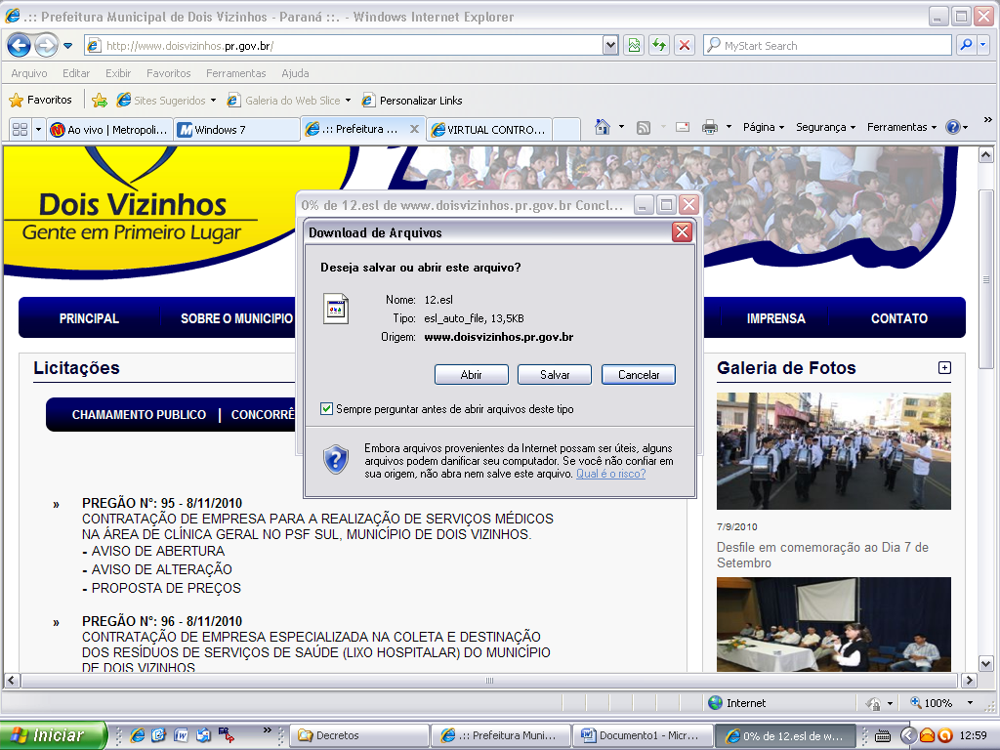 .:: Prefeitura Municipal de Dois Vizinhos - Paraná ::. - Windows Internet Explorer
http://www.doisvizinhos.pr.gov.br/
MyStart Search
Arquivo Editar Exibir Favoritos Ferramentas Ajuda
Favoritos Sites Sugeridos Galeria do Web Slice Personalizar Links
Ao vivo | Metropoli... Windows 7 .:: Prefeitura ... VIRTUAL CONTRO... Página Segurança Ferramentas »
Dois Vizinhos
Gente em Primeiro Lugar
0% de 12.esl de www.doisvizinhos.pr.gov.br Concl...
Download de Arquivos
Deseja salvar ou abrir este arquivo?
Nome: 12.esl
Tipo: esl_auto_file, 13,5KB
Origem: www.doisvizinhos.pr.gov.br
Abrir Salvar Cancelar
Sempre perguntar antes de abrir arquivos deste tipo
Embora arquivos provenientes da Internet possam ser úteis, alguns
arquivos podem danificar seu computador. Se você não confiar em
sua origem, não abra nem salve este arquivo. Qual é o risco?
PRINCIPAL SOBRE O MUNICIPIO IMPRENSA CONTATO
Licitações
CHAMAMENTO PUBLICO | CONCORRÊ
» PREGÃO N°: 95 - 8/11/2010
CONTRATAÇÃO DE EMPRESA PARA A REALIZAÇÃO DE SERVIÇOS MÉDICOS
NA ÁREA DE CLÍNICA GERAL NO PSF SUL, MUNICÍPIO DE DOIS VIZINHOS.
- AVISO DE ABERTURA
- AVISO DE ALTERAÇÃO
- PROPOSTA DE PREÇOS
» PREGÃO N°: 96 - 8/11/2010
CONTRATAÇÃO DE EMPRESA ESPECIALIZADA NA COLETA E DESTINAÇÃO
DOS RESÍDUOS DE SERVIÇOS DE SAÚDE (LIXO HOSPITALAR) DO MUNICÍPIO
DE DOIS VIZINHOS
Galeria de Fotos
7/9/2010
Desfile em comemoração ao Dia 7 de
Setembro
Internet 100%
Iniciar » Decretos .:: Prefeitura Muni... Documento1 - Micr... 0% de 12.esl de w... 12:59